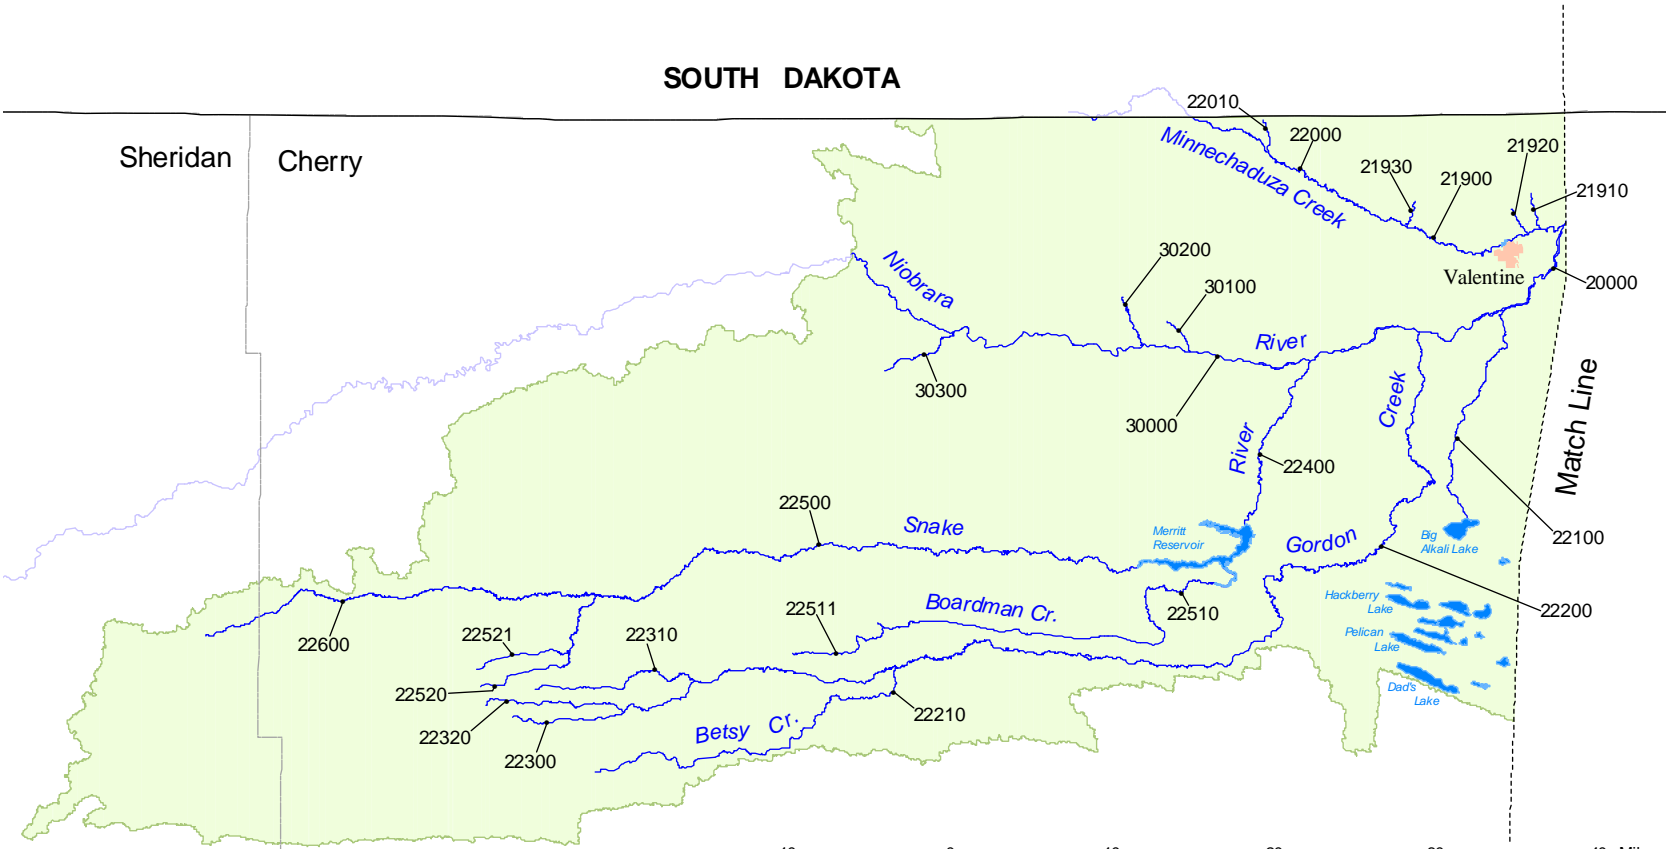 SOUTH DAKOTA
Sheridan
Cherry
22010
22000
Minnechaduza Creek
21930
21900
21920
21910
Valentine
20000
Niobrara
30200
30100
River
30300
30000
Creek
River
22400
Match Line
22500
Snake
Merritt
Reservoir
Gordon
Big
Alkali Lake
22100
22510
22511
Boardman Cr.
Hackberry
Lake
22200
22600
22521
22310
Pelican
Lake
22520
Dad's
Lake
22320
22300
Betsy Cr.
22210